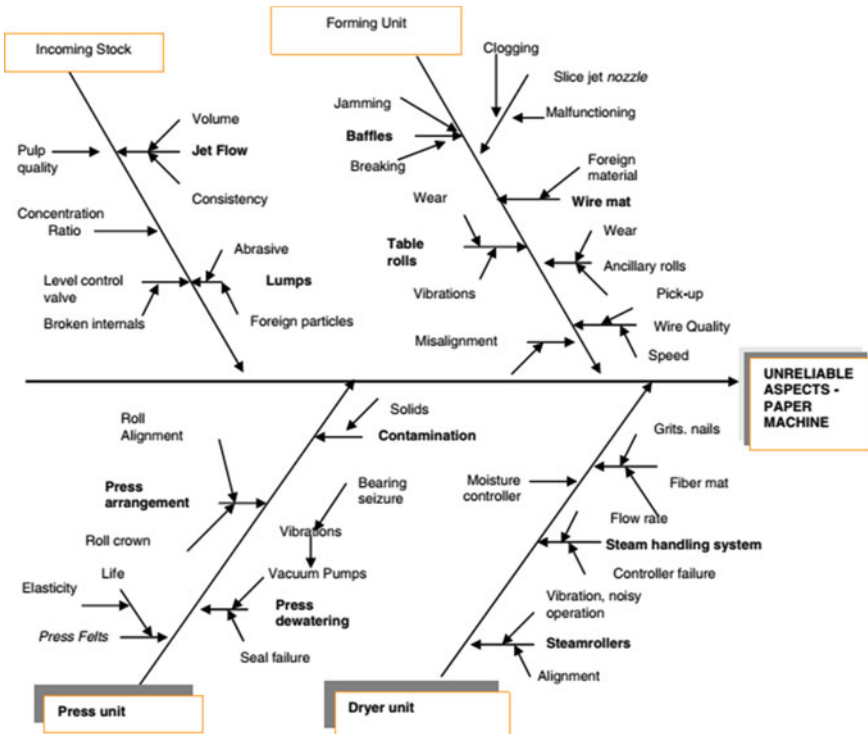 Incoming Stock
Forming Unit
Clogging
Slice jet nozzle
Jamming
Malfunctioning
Baffles
Breaking
Volume
Pulp
quality
Jet Flow
Consistency
Foreign
material
Wire mat
Wear
Concentration
Ratio
Table
rolls
Wear
Ancillary rolls
Abrasive
Level control
valve
Lumps
Broken internals
Foreign particles
Vibrations
Pick-up
Wire Quality
Misalignment
Speed
UNRELIABLE
ASPECTS -
PAPER
MACHINE
Solids
Roll
Alignment
Contamination
Grits. nails
Bearing
seizure
Press
arrangement
Moisture
controller
Fiber mat
Flow rate
Roll crown
Vibrations
Steam handling system
Life
Vacuum Pumps
Controller failure
Elasticity
Press
dewatering
Vibration, noisy
operation
Press Felts
Steamrollers
Seal failure
Alignment
Press unit
Dryer unit